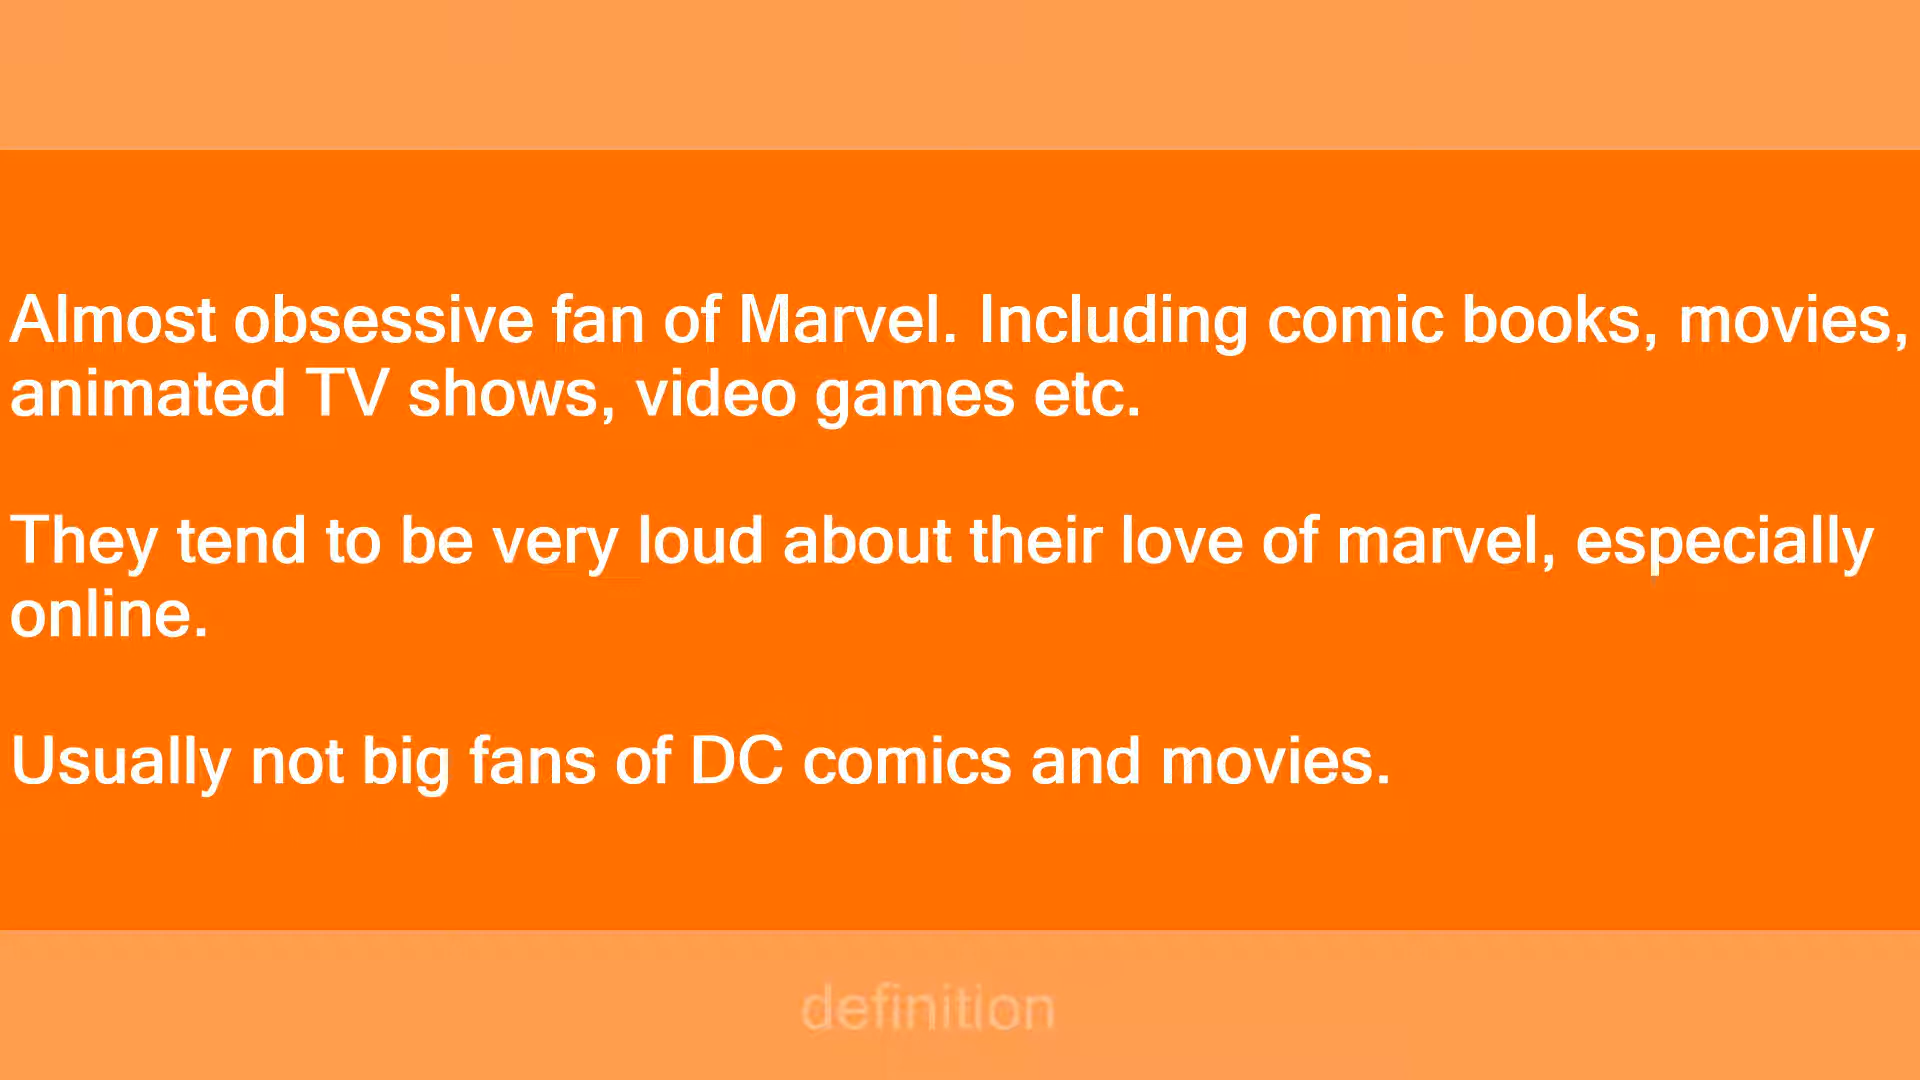 Almost obsessive fan of Marvel. Including comic books, movies,
animated TV shows, video games etc.
They tend to be very loud about their love of marvel, especially
online.
Usually not big fans of DC comics and movies.
definition